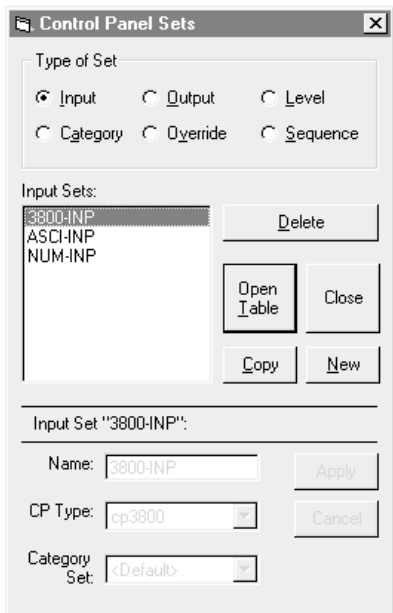 Control Panel Sets
Type of Set
Input Output Level
Category Override Sequence
Input Sets:
3800-INP
ASCI-INP
NUM-INP
Delete
Open Table
Close
Copy
New
Input Set "3800-INP":
Name: 3800-INP
Apply
CP Type: cp3800
Cancel
Category Set: <Default>